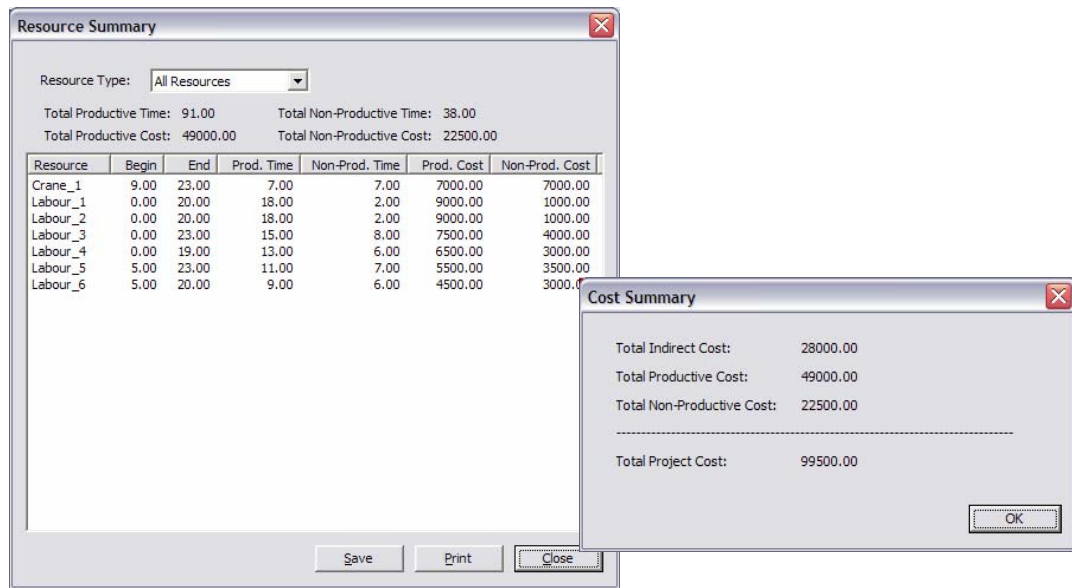 Resource Summary
Resource Type: All Resources
Total Productive Time: 91.00 Total Non-Productive Time: 38.00
Total Productive Cost: 49000.00 Total Non-Productive Cost: 22500.00
Resource Begin End Prod. Time Non-Prod. Time Prod. Cost Non-Prod. Cost
Crane_1 9.00 23.00 7.00 7.00 7000.00 7000.00
Labour_1 0.00 20.00 18.00 2.00 9000.00 1000.00
Labour_2 0.00 20.00 18.00 2.00 9000.00 1000.00
Labour_3 0.00 23.00 15.00 8.00 7500.00 4000.00
Labour_4 0.00 19.00 13.00 6.00 6500.00 3000.00
Labour_5 5.00 23.00 11.00 7.00 5500.00 3500.00
Labour_6 5.00 20.00 9.00 6.00 4500.00 3000.0
Save Print Close
Cost Summary
Total Indirect Cost: 28000.00
Total Productive Cost: 49000.00
Total Non-Productive Cost: 22500.00
Total Project Cost: 99500.00
OK